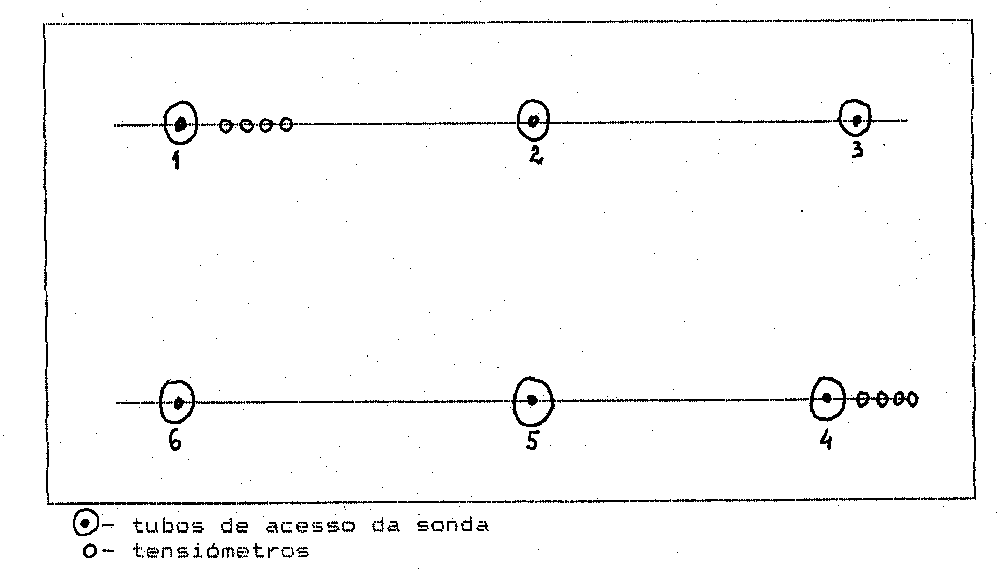 1 2 3
6 5 4
- tubos de acesso da sonda
- tensiómetros